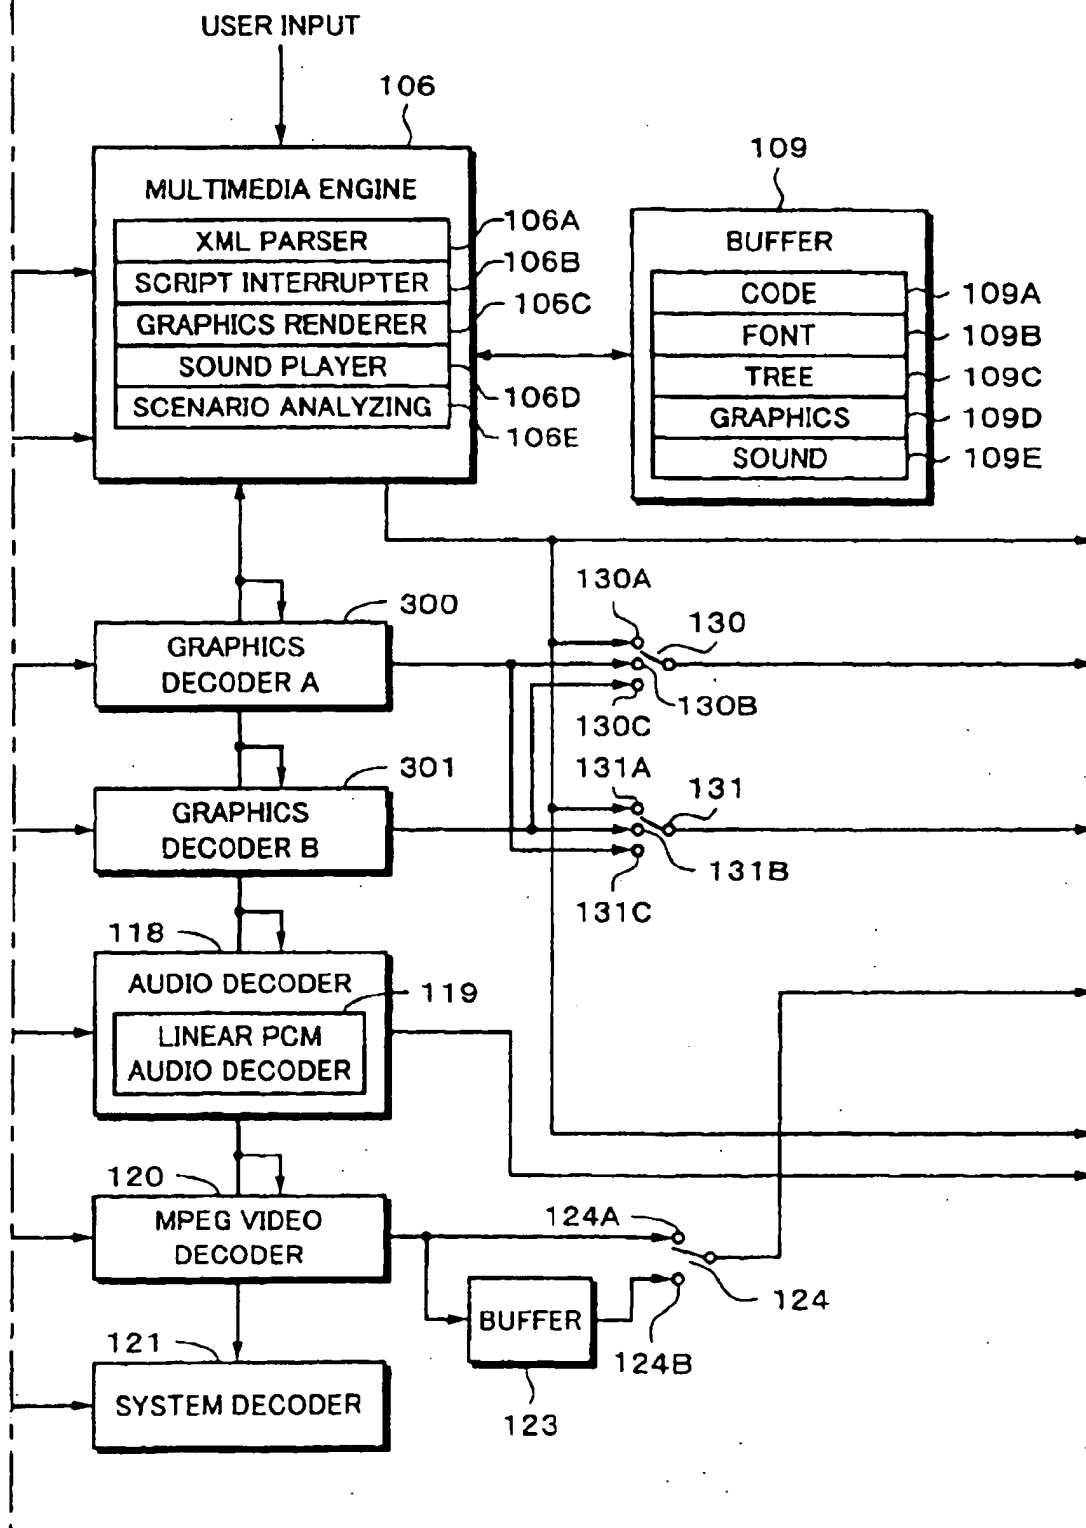 USER INPUT
106
MULTIMEDIA ENGINE
XML PARSER
106A
SCRIPT INTERRUPTER
106B
GRAPHICS RENDERER
106C
SOUND PLAYER
106D
SCENARIO ANALYZING
106E
109
BUFFER
CODE
109A
FONT
109B
TREE
109C
GRAPHICS
109D
SOUND
109E
300
GRAPHICS
DECODER A
130A
130
130B
130C
301
GRAPHICS
DECODER B
131A
131
131B
131C
118
AUDIO DECODER
119
LINEAR PCM
AUDIO DECODER
120
MPEG VIDEO
DECODER
124A
124
BUFFER
124B
123
121
SYSTEM DECODER